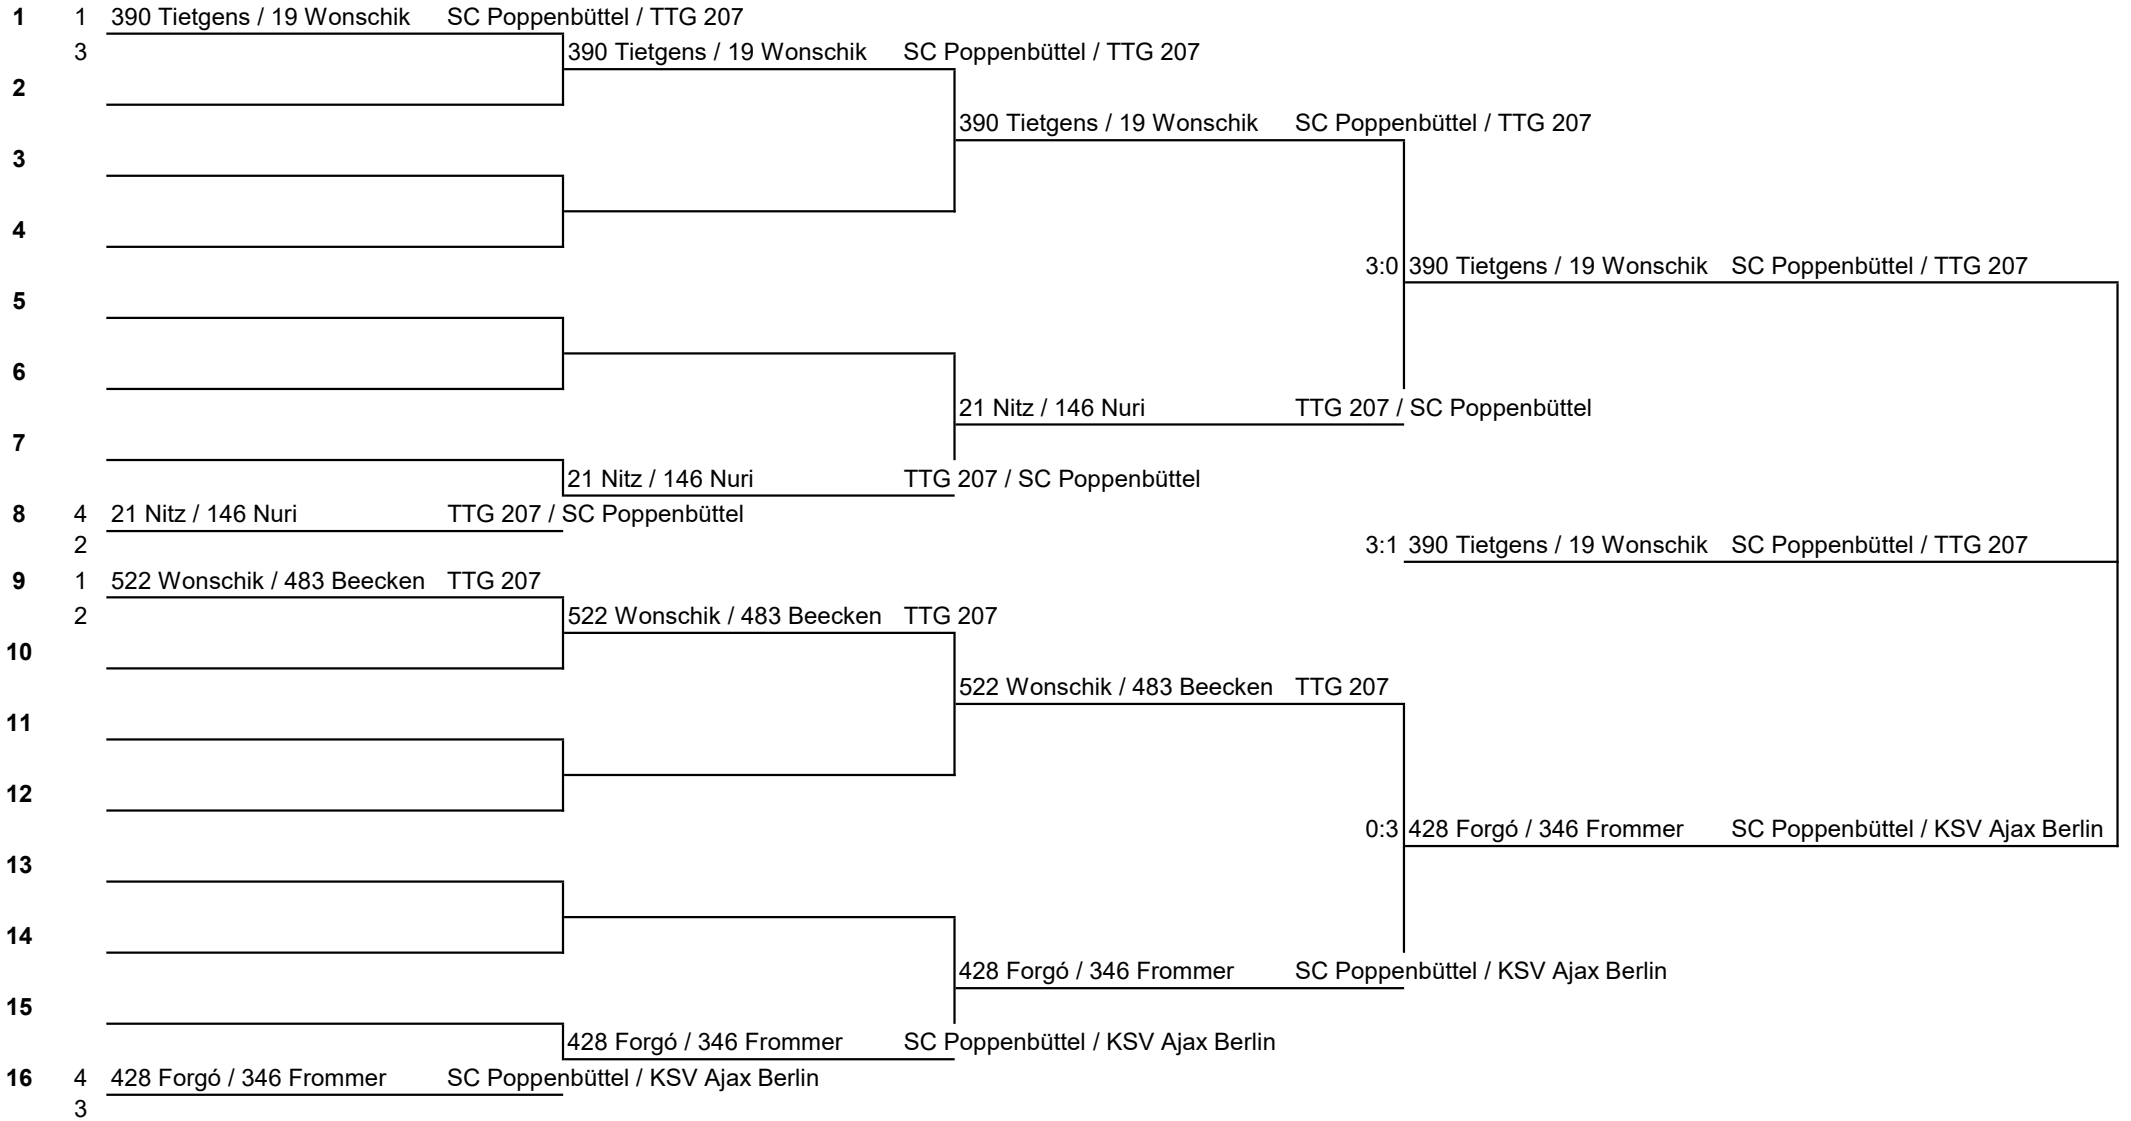 1 1 390 Tietgens / 19 Wonschik SC Poppenbüttel / TTG 207
3 390 Tietgens / 19 Wonschik SC Poppenbüttel / TTG 207
2
390 Tietgens / 19 Wonschik SC Poppenbüttel / TTG 207
3
4
3:0 390 Tietgens / 19 Wonschik SC Poppenbüttel / TTG 207
5
6
21 Nitz / 146 Nuri TTG 207 / SC Poppenbüttel
7
21 Nitz / 146 Nuri TTG 207 / SC Poppenbüttel
8 4 21 Nitz / 146 Nuri TTG 207 / SC Poppenbüttel
2 3:1 390 Tietgens / 19 Wonschik SC Poppenbüttel / TTG 207
9 1 522 Wonschik / 483 Beecken TTG 207
2 522 Wonschik / 483 Beecken TTG 207
10
522 Wonschik / 483 Beecken TTG 207
11
12
0:3 428 Forgó / 346 Frommer SC Poppenbüttel / KSV Ajax Berlin
13
14
428 Forgó / 346 Frommer SC Poppenbüttel / KSV Ajax Berlin
15
428 Forgó / 346 Frommer SC Poppenbüttel / KSV Ajax Berlin
16 4 428 Forgó / 346 Frommer SC Poppenbüttel / KSV Ajax Berlin
3